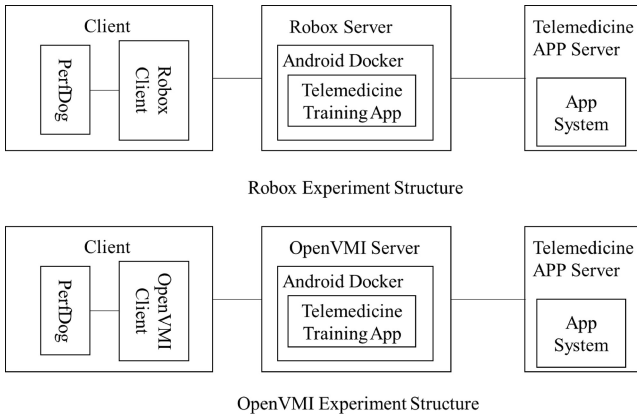 Client
PerfDog
Robox
Client
Robox Server
Android Docker
Telemedicine
Training App
Telemedicine
APP Server
App
System
Robox Experiment Structure
Client
PerfDog
OpenVMI
Client
OpenVMI Server
Android Docker
Telemedicine
Training App
Telemedicine
APP Server
App
System
OpenVMI Experiment Structure